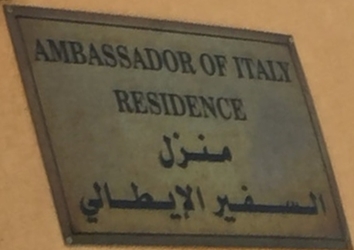 AMBASSADOR OF ITALY
RESIDENCE
منزل
السفير الإيطالي